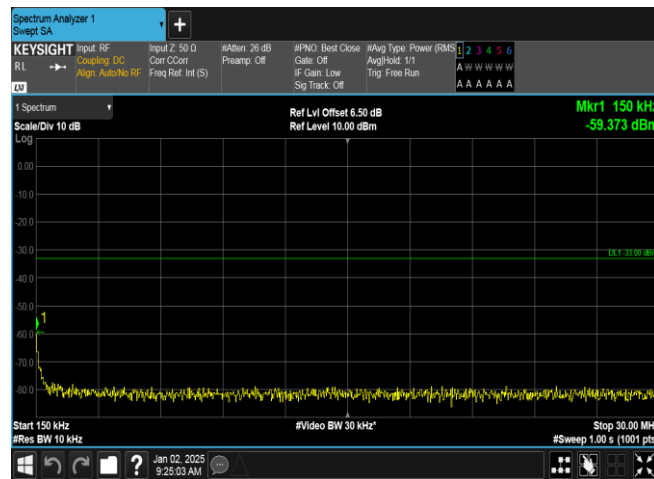 Spectrum Analyzer 1
Swept SA
+
KEYSIGHT Input: RF Input Z: 50 Ω #Atten: 26 dB #PNO: Best Close #Avg Type: Power (RMS 1 2 3 4 5 6
RL Coupling: DC Corr CCorr Preamp: Off Gate: Off Avg|Hold: 1/1 A W W W W W
Align: Auto/No RF Freq Ref: Int (S) IF Gain: Low Trig: Free Run
LXI Sig Track: Off A A A A A A
1 Spectrum Ref Lvl Offset 6.50 dB Mkr1 150 kHz
Scale/Div 10 dB Ref Level 10.00 dBm -59.373 dBm
Log
0.00
-10.0
-20.0
-30.0 DL1 -33.00 dBm
-40.0
-50.0
1
-60.0
-70.0
-80.0
Start 150 kHz #Video BW 30 kHz* Stop 30.00 MH
#Res BW 10 kHz #Sweep 1.00 s (1001 pts
? Jan 02, 2025
9:25:03 AM